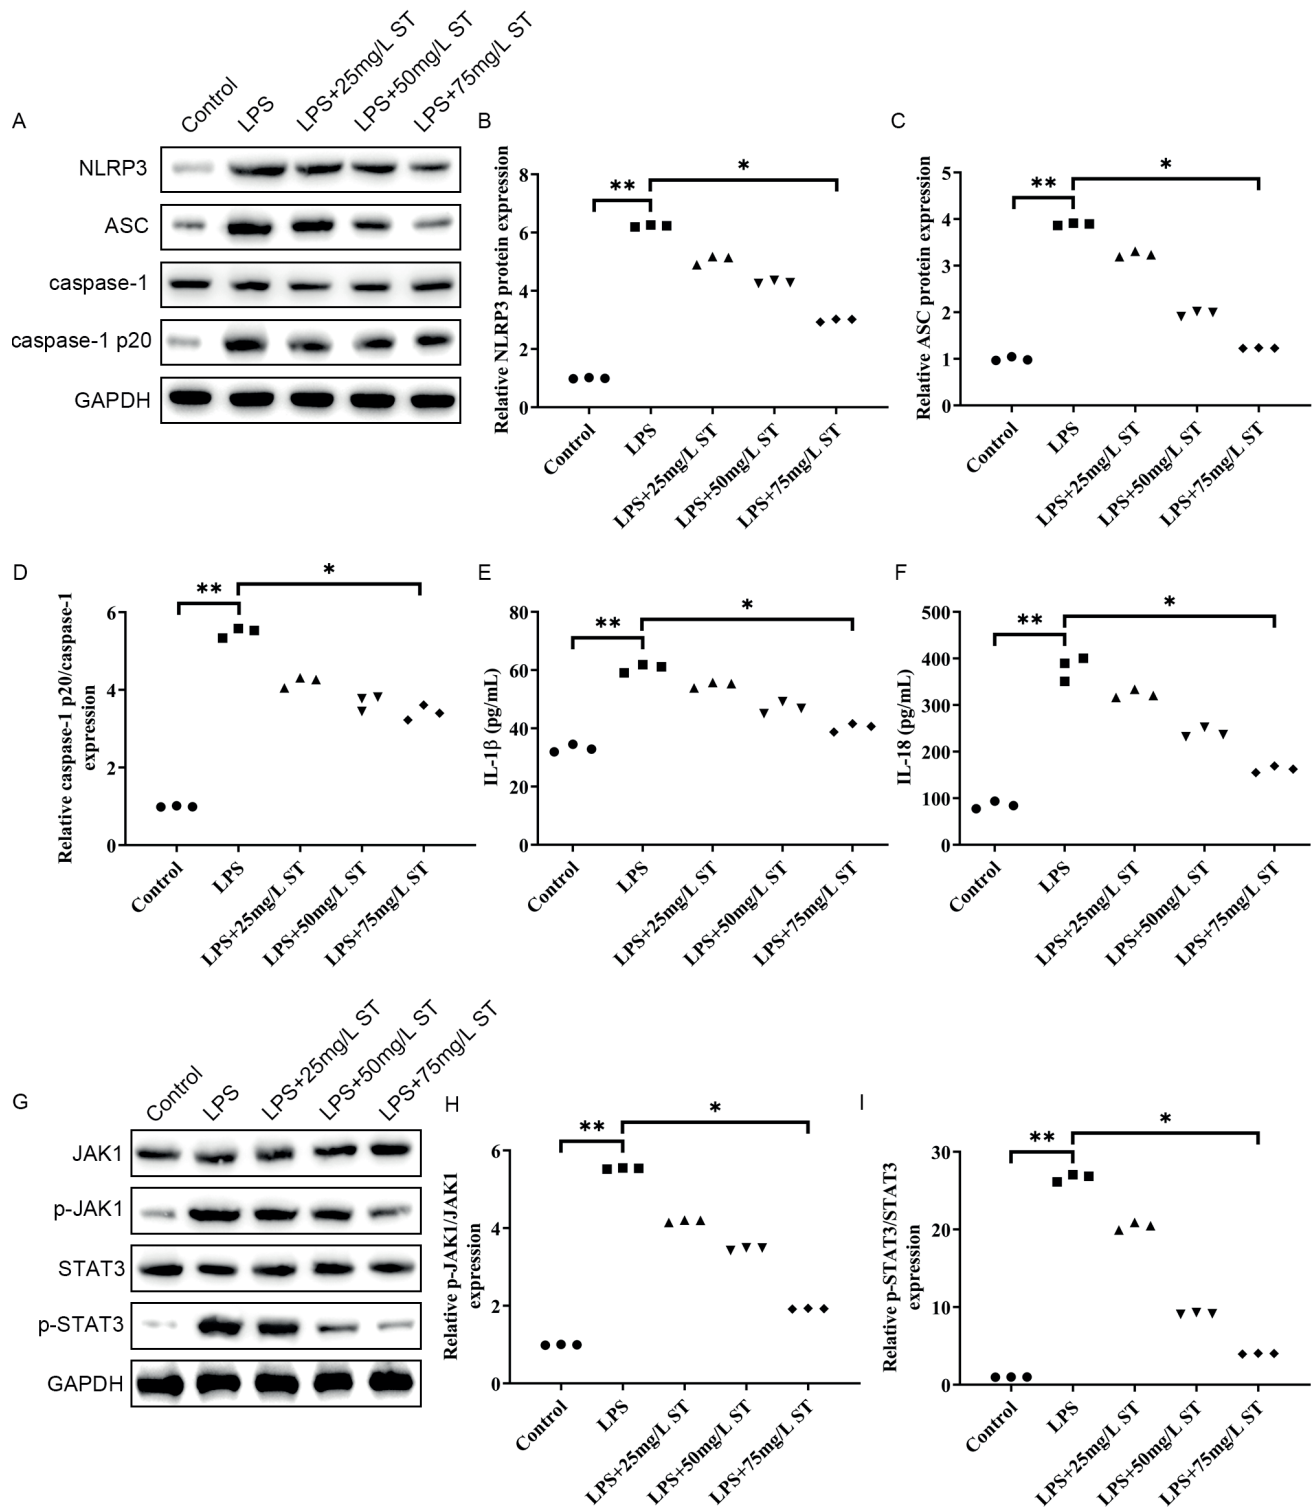 A
Control
LPS
LPS+25mg/L ST
LPS+50mg/L ST
LPS+75mg/L ST
NLRP3
ASC
caspase-1
caspase-1 p20
GAPDH
B
Relative NLRP3 protein expression
8
6
4
2
0
**
*
Control
LPS
LPS+25mg/L ST
LPS+50mg/L ST
LPS+75mg/L ST
C
Relative ASC protein expression
5
4
3
2
1
0
**
*
Control
LPS
LPS+25mg/L ST
LPS+50mg/L ST
LPS+75mg/L ST
D
Relative caspase-1 p20/caspase-1
expression
6
4
2
0
**
*
Control
LPS
LPS+25mg/L ST
LPS+50mg/L ST
LPS+75mg/L ST
E
IL-1β (pg/mL)
80
60
40
20
0
**
*
Control
LPS
LPS+25mg/L ST
LPS+50mg/L ST
LPS+75mg/L ST
F
IL-18 (pg/mL)
500
400
300
200
100
0
**
*
Control
LPS
LPS+25mg/L ST
LPS+50mg/L ST
LPS+75mg/L ST
G
Control
LPS
LPS+25mg/L ST
LPS+50mg/L ST
LPS+75mg/L ST
JAK1
p-JAK1
STAT3
p-STAT3
GAPDH
H
Relative p-JAK1/JAK1
expression
6
4
2
0
**
*
Control
LPS
LPS+25mg/L ST
LPS+50mg/L ST
LPS+75mg/L ST
I
Relative p-STAT3/STAT3
expression
30
20
10
0
**
*
Control
LPS
LPS+25mg/L ST
LPS+50mg/L ST
LPS+75mg/L ST